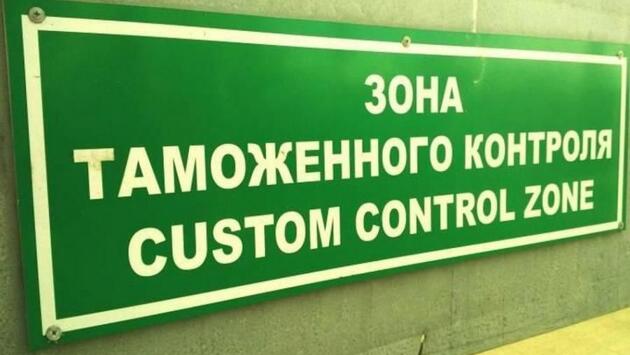 ЗОНА
ТАМОЖЕННОГО КОНТРОЛЯ
CUSTOM CONTROL ZONE